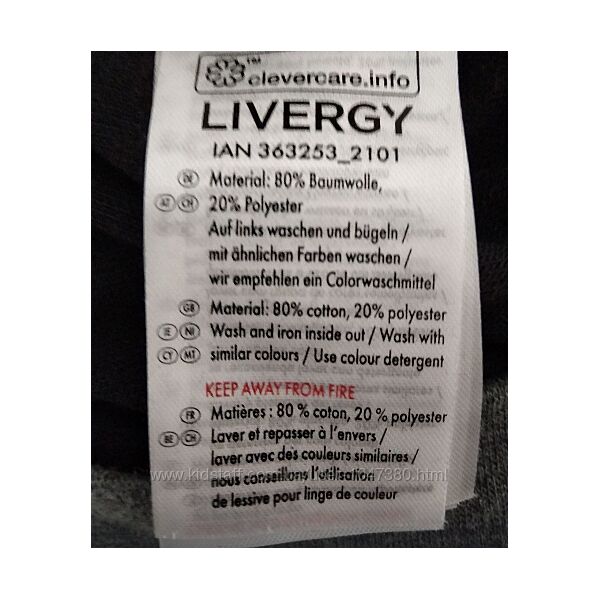 ™
clevercare.info
LIVERGY
IAN 363253_2101
DE Material: 80% Baumwolle,
AT CH 20% Polyester
Auf links waschen und bügeln /
mit ähnlichen Farben waschen /
wir empfehlen ein Colorwaschmittel
GB Material: 80% cotton, 20% polyester
IE NI Wash and iron inside out / Wash with
CY MT similar colours / Use colour detergent
KEEP AWAY FROM FIRE
FR Matières : 80 % coton, 20 % polyester
BE CH Laver et repasser à l'envers /
laver avec des couleurs similaires /
nous conseillons l'utilisation
de lessive pour linge de couleur